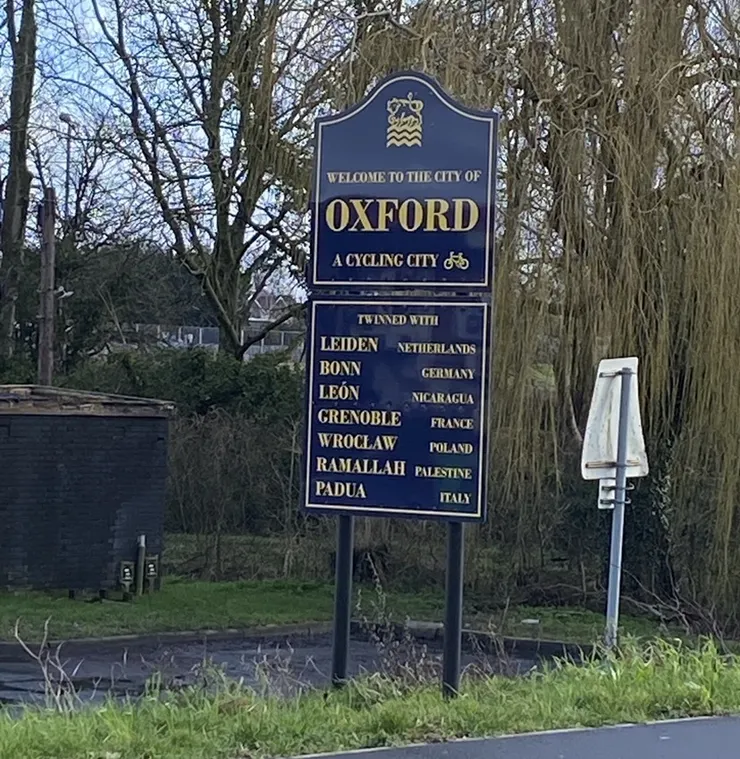 WELCOME TO THE CITY OF
OXFORD
A CYCLING CITY
TWINNED WITH
LEIDEN NETHERLANDS
BONN GERMANY
LEÓN NICARAGUA
GRENOBLE FRANCE
WROCŁAW POLAND
RAMALLAH PALESTINE
PADUA ITALY